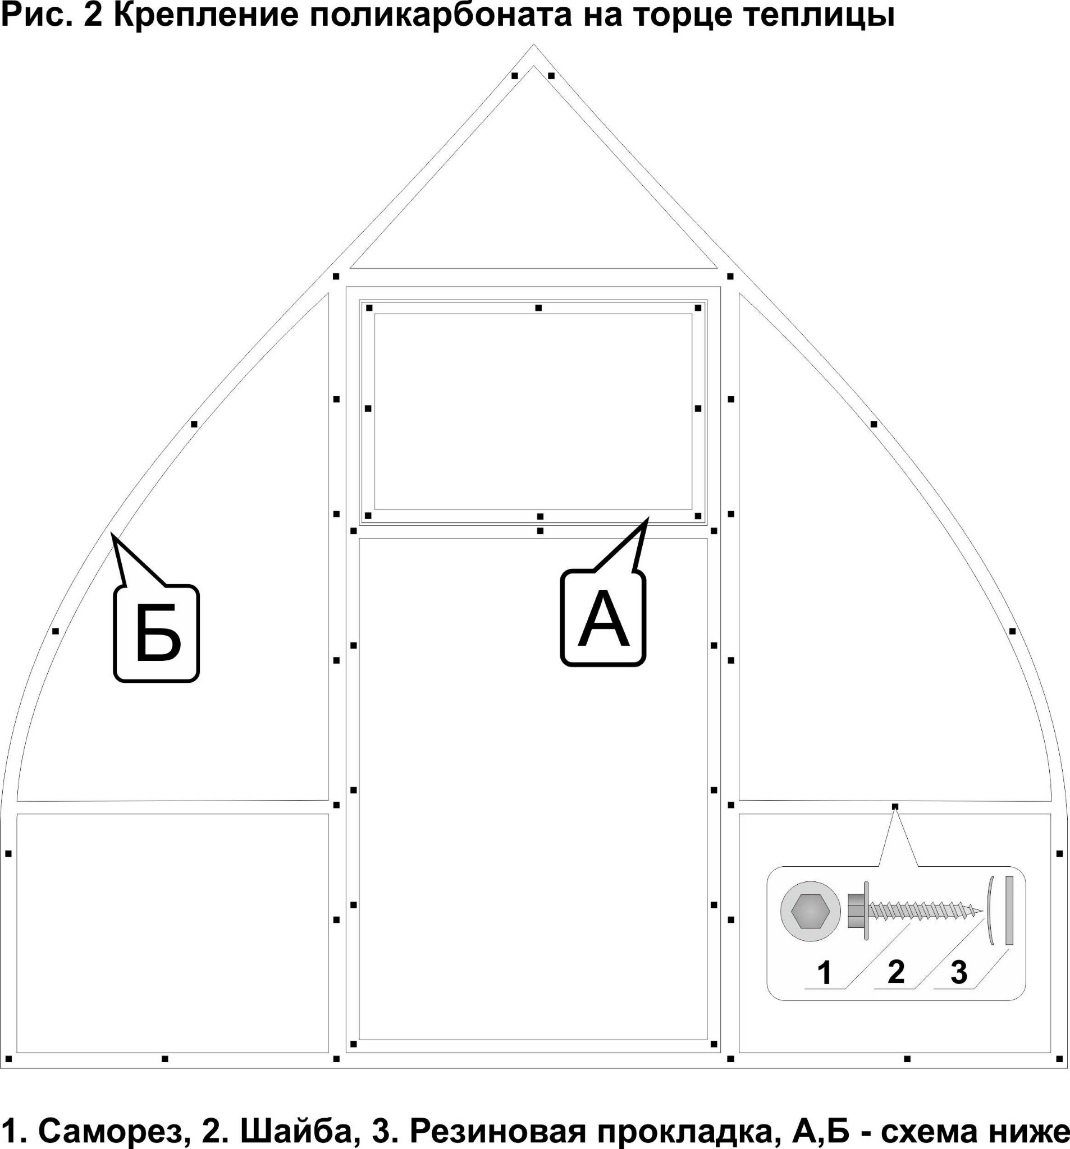 Рис. 2 Крепление поликарбоната на торце теплицы
А
Б
1 2 3
1. Саморез, 2. Шайба, 3. Резиновая прокладка, А,Б - схема ниже